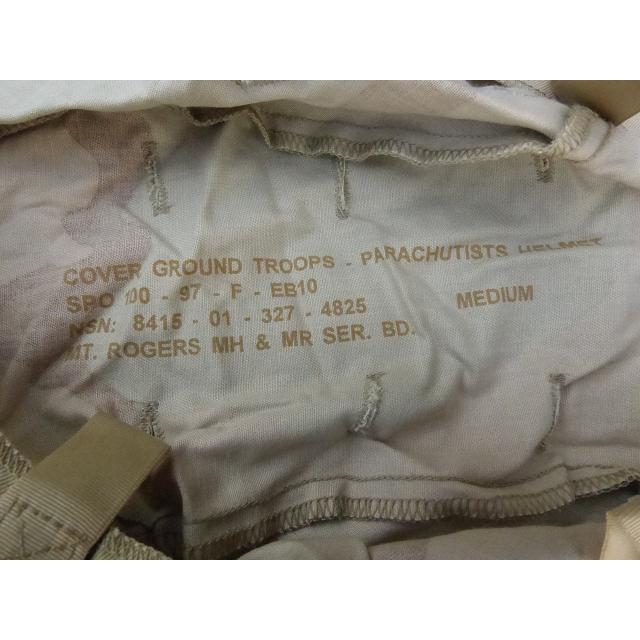 COVER GROUND TROOPS - PARACHUTISTS HELMET
SPO 100 - 97 - F - EB10
NSN: 8415 - 01 - 327 - 4825 MEDIUM
MT. ROGERS MH & MR SER. BD.